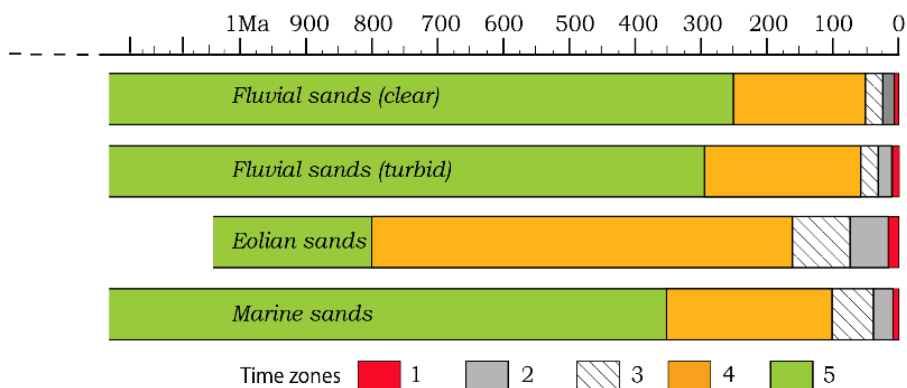 1Ma 900 800 700 600 500 400 300 200 100 0
Fluvial sands (clear)
Fluvial sands (turbid)
Eolian sands
Marine sands
Time zones 1 2 3 4 5